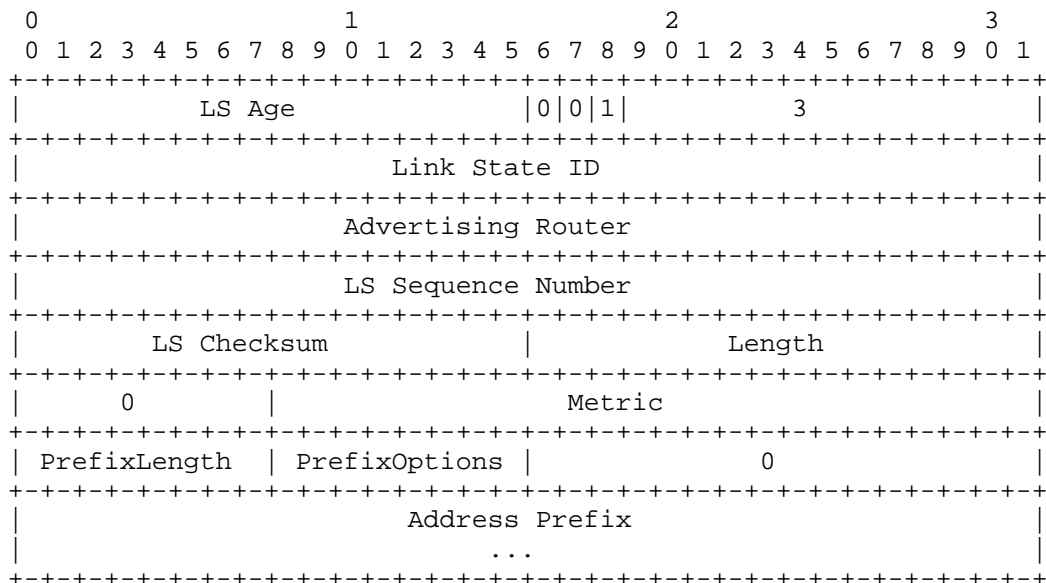 0                   1                   2                   3
 0 1 2 3 4 5 6 7 8 9 0 1 2 3 4 5 6 7 8 9 0 1 2 3 4 5 6 7 8 9 0 1
+-+-+-+-+-+-+-+-+-+-+-+-+-+-+-+-+-+-+-+-+-+-+-+-+-+-+-+-+-+-+-+-+
|           LS Age              |0|0|1|          3              |
+-+-+-+-+-+-+-+-+-+-+-+-+-+-+-+-+-+-+-+-+-+-+-+-+-+-+-+-+-+-+-+-+
|                       Link State ID                           |
+-+-+-+-+-+-+-+-+-+-+-+-+-+-+-+-+-+-+-+-+-+-+-+-+-+-+-+-+-+-+-+-+
|                    Advertising Router                         |
+-+-+-+-+-+-+-+-+-+-+-+-+-+-+-+-+-+-+-+-+-+-+-+-+-+-+-+-+-+-+-+-+
|                    LS Sequence Number                         |
+-+-+-+-+-+-+-+-+-+-+-+-+-+-+-+-+-+-+-+-+-+-+-+-+-+-+-+-+-+-+-+-+
|        LS Checksum            |            Length             |
+-+-+-+-+-+-+-+-+-+-+-+-+-+-+-+-+-+-+-+-+-+-+-+-+-+-+-+-+-+-+-+-+
|      0        |                  Metric                       |
+-+-+-+-+-+-+-+-+-+-+-+-+-+-+-+-+-+-+-+-+-+-+-+-+-+-+-+-+-+-+-+-+
| PrefixLength  | PrefixOptions |              0                |
+-+-+-+-+-+-+-+-+-+-+-+-+-+-+-+-+-+-+-+-+-+-+-+-+-+-+-+-+-+-+-+-+
|                        Address Prefix                         |
|                             ...                               |
+-+-+-+-+-+-+-+-+-+-+-+-+-+-+-+-+-+-+-+-+-+-+-+-+-+-+-+-+-+-+-+-+